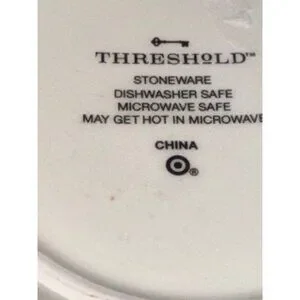 THRESHOLD™
STONEWARE
DISHWASHER SAFE
MICROWAVE SAFE
MAY GET HOT IN MICROWAVE
CHINA
®